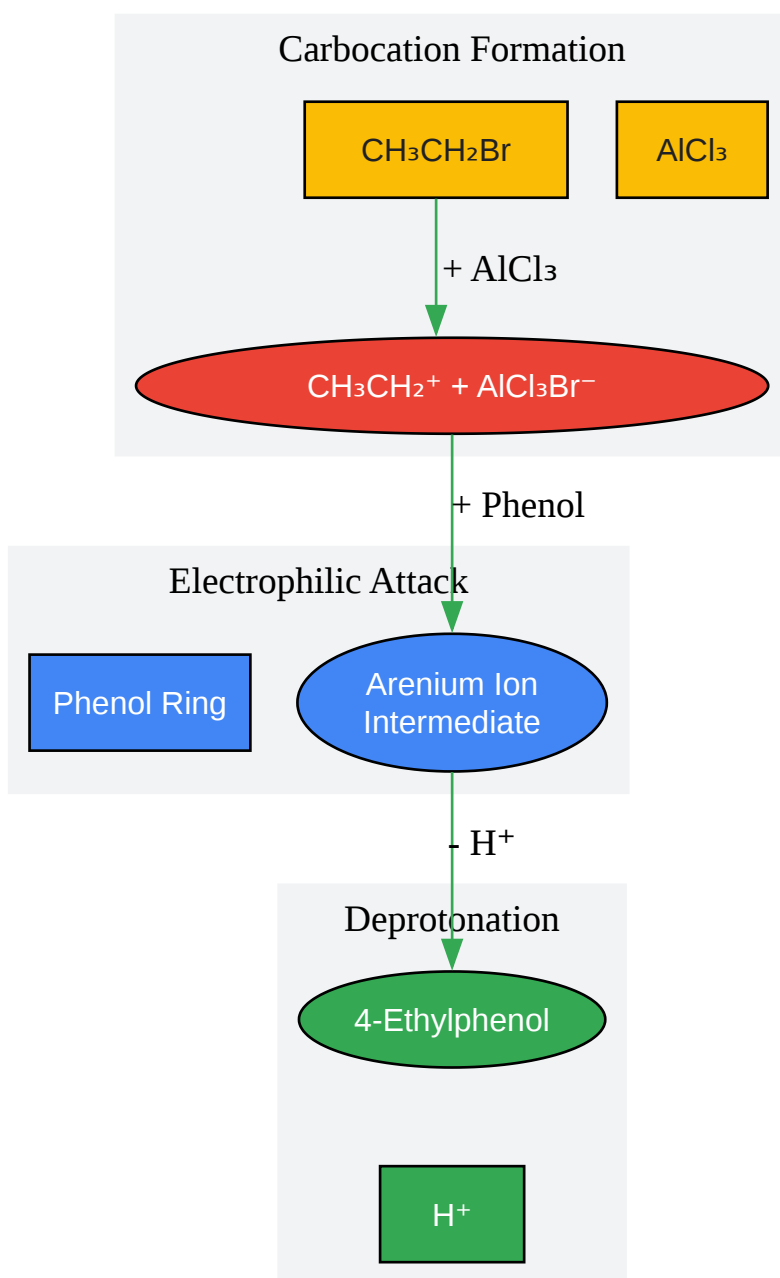 Carbocation Formation
CH₃CH₂Br
AlCl₃
+ AlCl₃
CH₃CH₂⁺ + AlCl₃Br⁻
+ Phenol
Electrophilic Attack
Phenol Ring
Arenium Ion
Intermediate
- H⁺
Deprotonation
4-Ethylphenol
H⁺